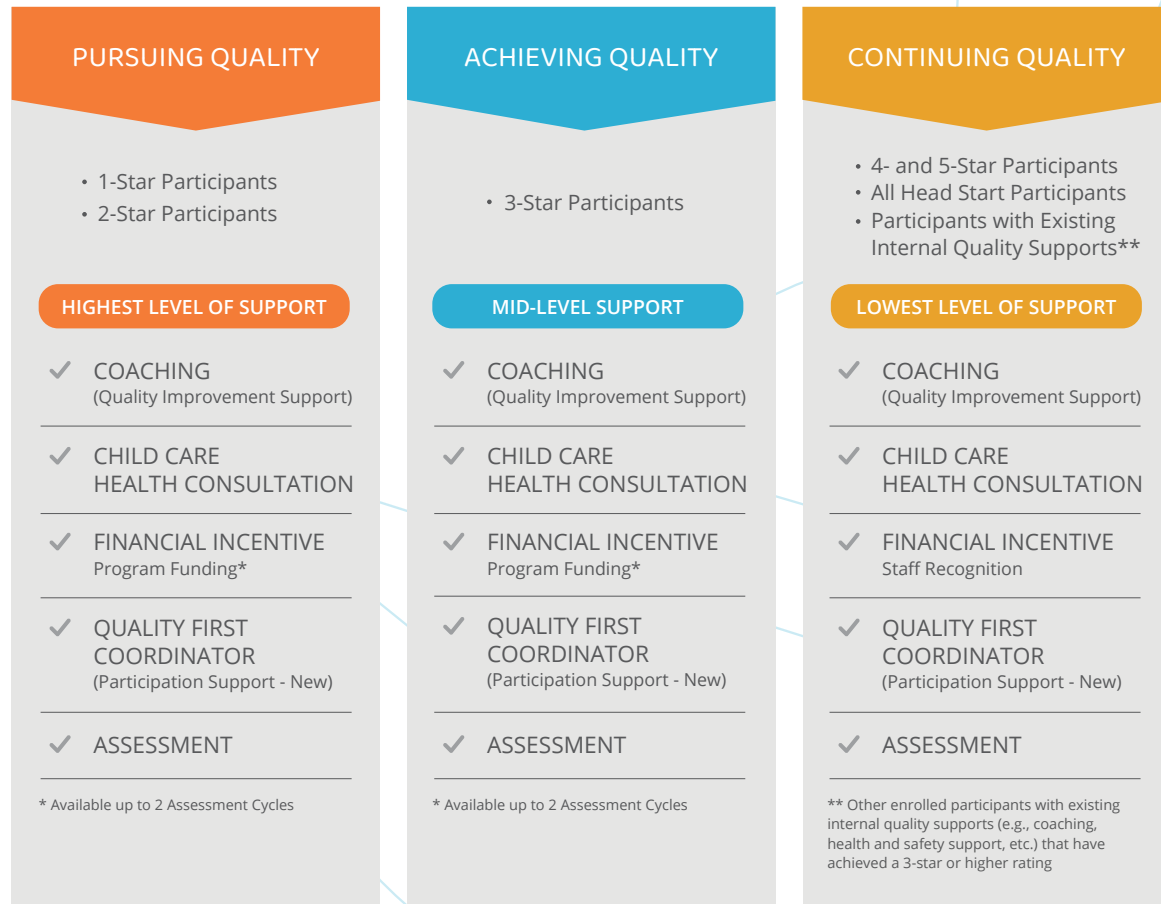 PURSUING QUALITY
• 1-Star Participants
• 2-Star Participants
HIGHEST LEVEL OF SUPPORT
COACHING
(Quality Improvement Support)
CHILD CARE
HEALTH CONSULTATION
FINANCIAL INCENTIVE
Program Funding*
QUALITY FIRST
COORDINATOR
(Participation Support - New)
ASSESSMENT
* Available up to 2 Assessment Cycles
ACHIEVING QUALITY
• 3-Star Participants
MID-LEVEL SUPPORT
COACHING
(Quality Improvement Support)
CHILD CARE
HEALTH CONSULTATION
FINANCIAL INCENTIVE
Program Funding*
QUALITY FIRST
COORDINATOR
(Participation Support - New)
ASSESSMENT
* Available up to 2 Assessment Cycles
CONTINUING QUALITY
• 4- and 5-Star Participants
• All Head Start Participants
• Participants with Existing
Internal Quality Supports**
LOWEST LEVEL OF SUPPORT
COACHING
(Quality Improvement Support)
CHILD CARE
HEALTH CONSULTATION
FINANCIAL INCENTIVE
Staff Recognition
QUALITY FIRST
COORDINATOR
(Participation Support - New)
ASSESSMENT
** Other enrolled participants with existing
internal quality supports (e.g., coaching,
health and safety support, etc.) that have
achieved a 3-star or higher rating